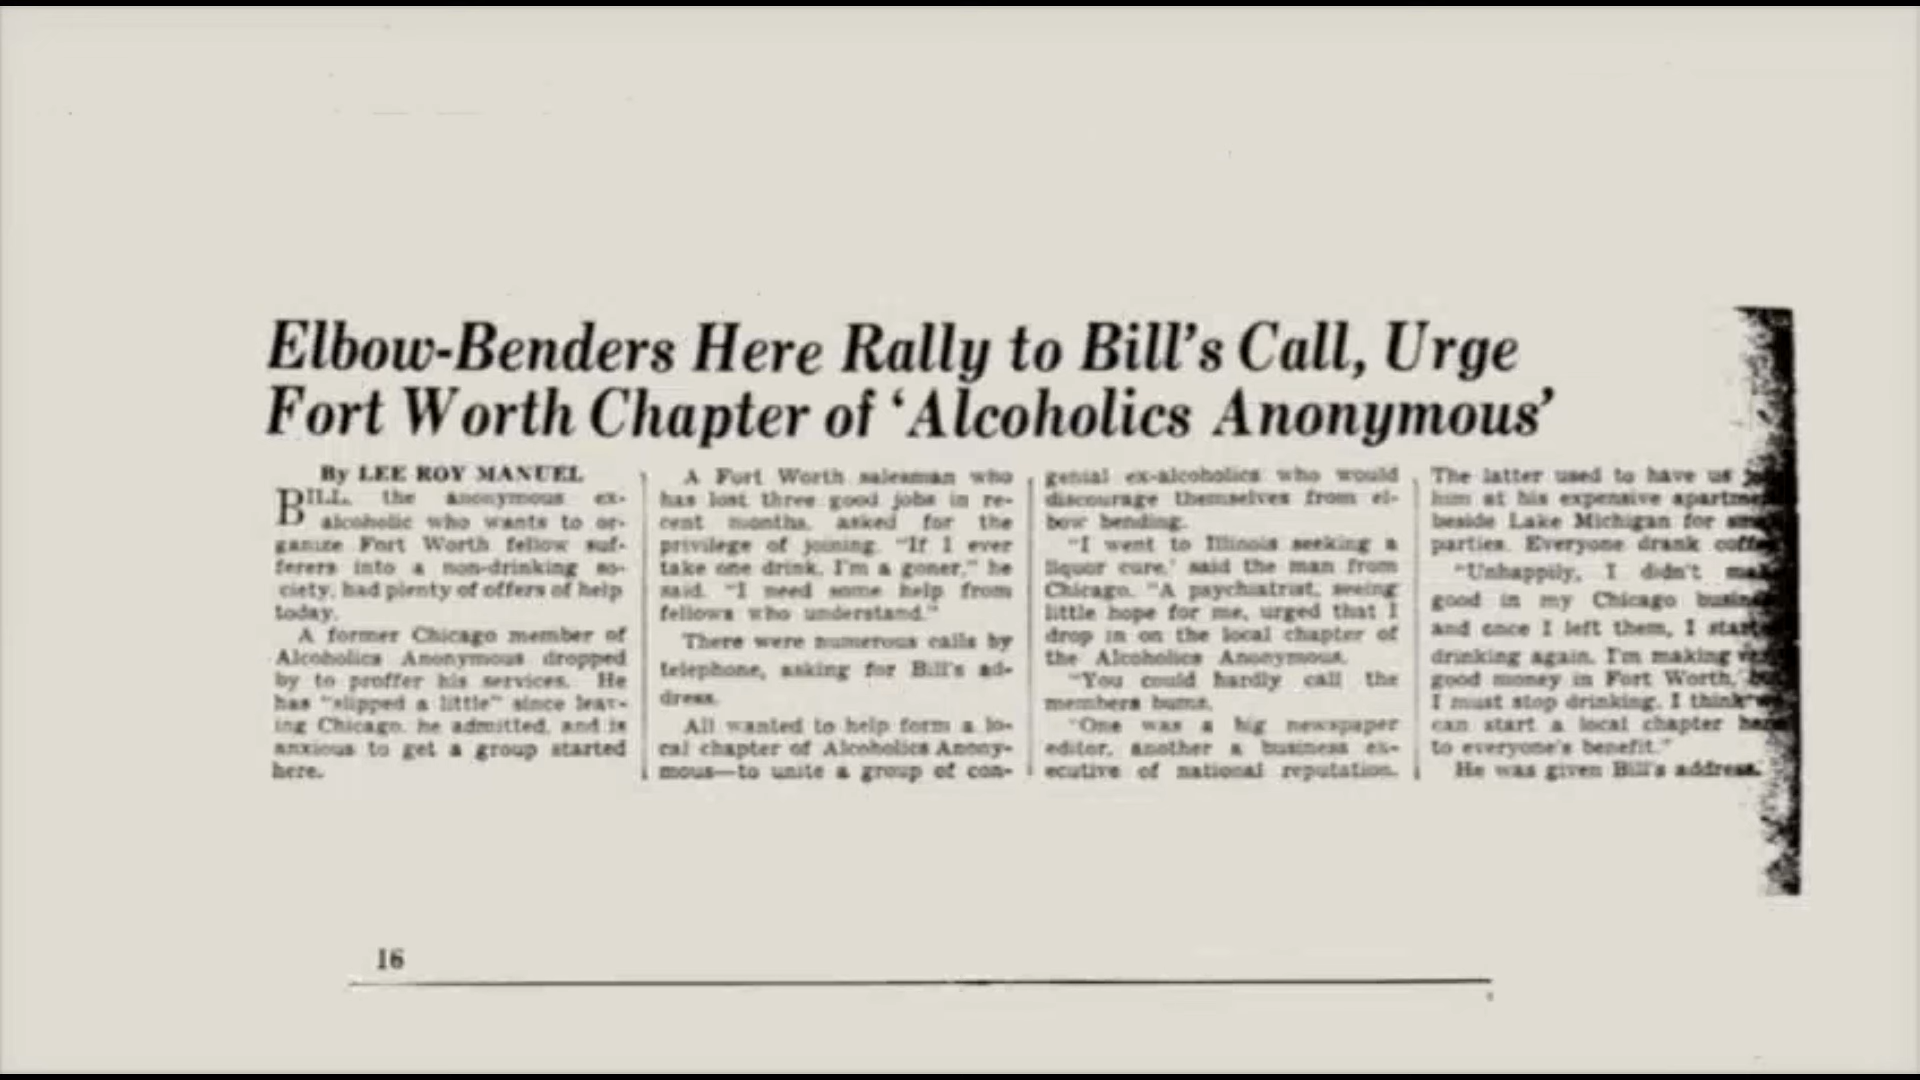 Elbow-Benders Here Rally to Bill's Call, Urge
Fort Worth Chapter of 'Alcoholics Anonymous'
By LEE ROY MANUEL
BILL, the anonymous ex-
alcoholic who wants to or-
ganize Fort Worth fellow suf-
ferers into a non-drinking so-
ciety, had plenty of offers of help
today.
A former Chicago member of
Alcoholics Anonymous dropped
by to proffer his services. He
has "slipped a little" since leav-
ing Chicago, he admitted, and is
anxious to get a group started
here.
A Fort Worth salesman who
has lost three good jobs in re-
cent months, asked for the
privilege of joining. "If I ever
take one drink, I'm a goner," he
said. "I need some help from
fellows who understand."
There were numerous calls by
telephone, asking for Bill's ad-
dress.
All wanted to help form a lo-
cal chapter of Alcoholics Anony-
mous—to unite a group of con-
genial ex-alcoholics who would
discourage themselves from el-
bow bending.
"I went to Illinois seeking a
liquor cure,' said the man from
Chicago. "A psychiatrist, seeing
little hope for me, urged that I
drop in on the local chapter of
the Alcoholics Anonymous.
"You could hardly call the
members bums.
"One was a big newspaper
editor, another a business ex-
ecutive of national reputation.
The latter used to have us
him at his expensive
beside Lake Michigan for
parties. Everyone drank
"Unhappily, I didn't
good in my Chicago
and once I left them, I
drinking again. I'm making
good money in Fort Worth,
I must stop drinking. I think
can start a local chapter
to everyone's benefit."
He was given Bill's address.
16